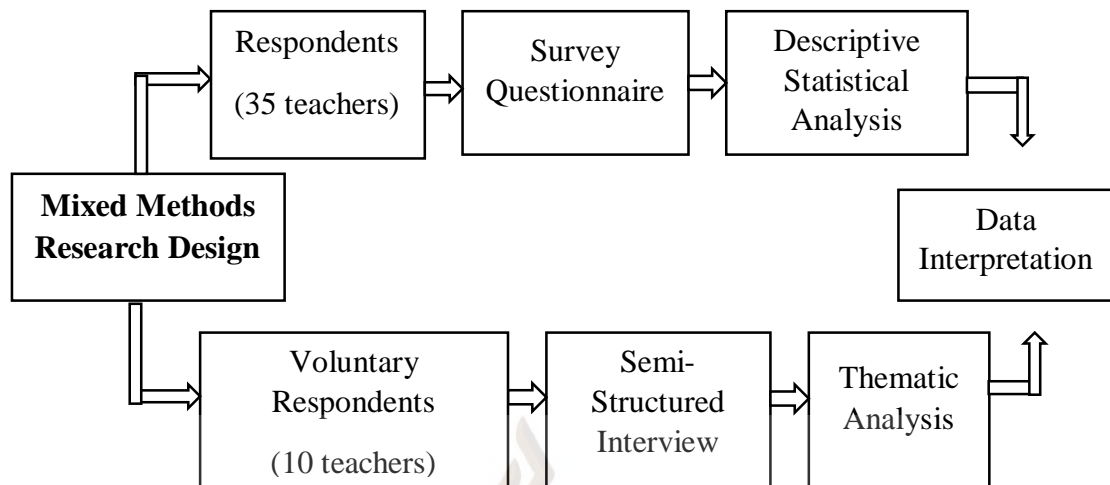 Respondents
(35 teachers)
Survey
Questionnaire
Descriptive
Statistical
Analysis
Mixed Methods
Research Design
Data
Interpretation
Voluntary
Respondents
(10 teachers)
Semi-
Structured
Interview
Thematic
Analysis